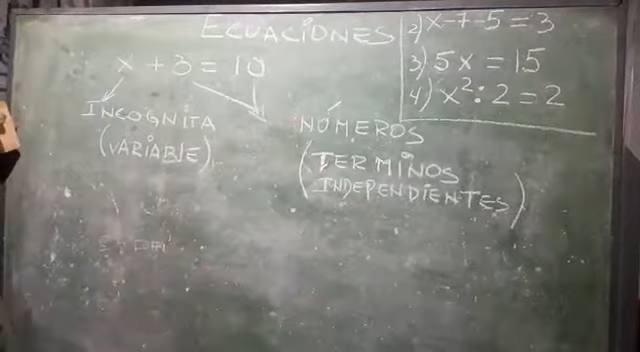 ECUACIONES
x + 3 = 10
INCOGNITA
(VARIABLE)
NÚMEROS
(TERMINOS
INDEPENDIENTES)
2) x-7-5 = 3
3) 5x = 15
4) x²: 2 = 2